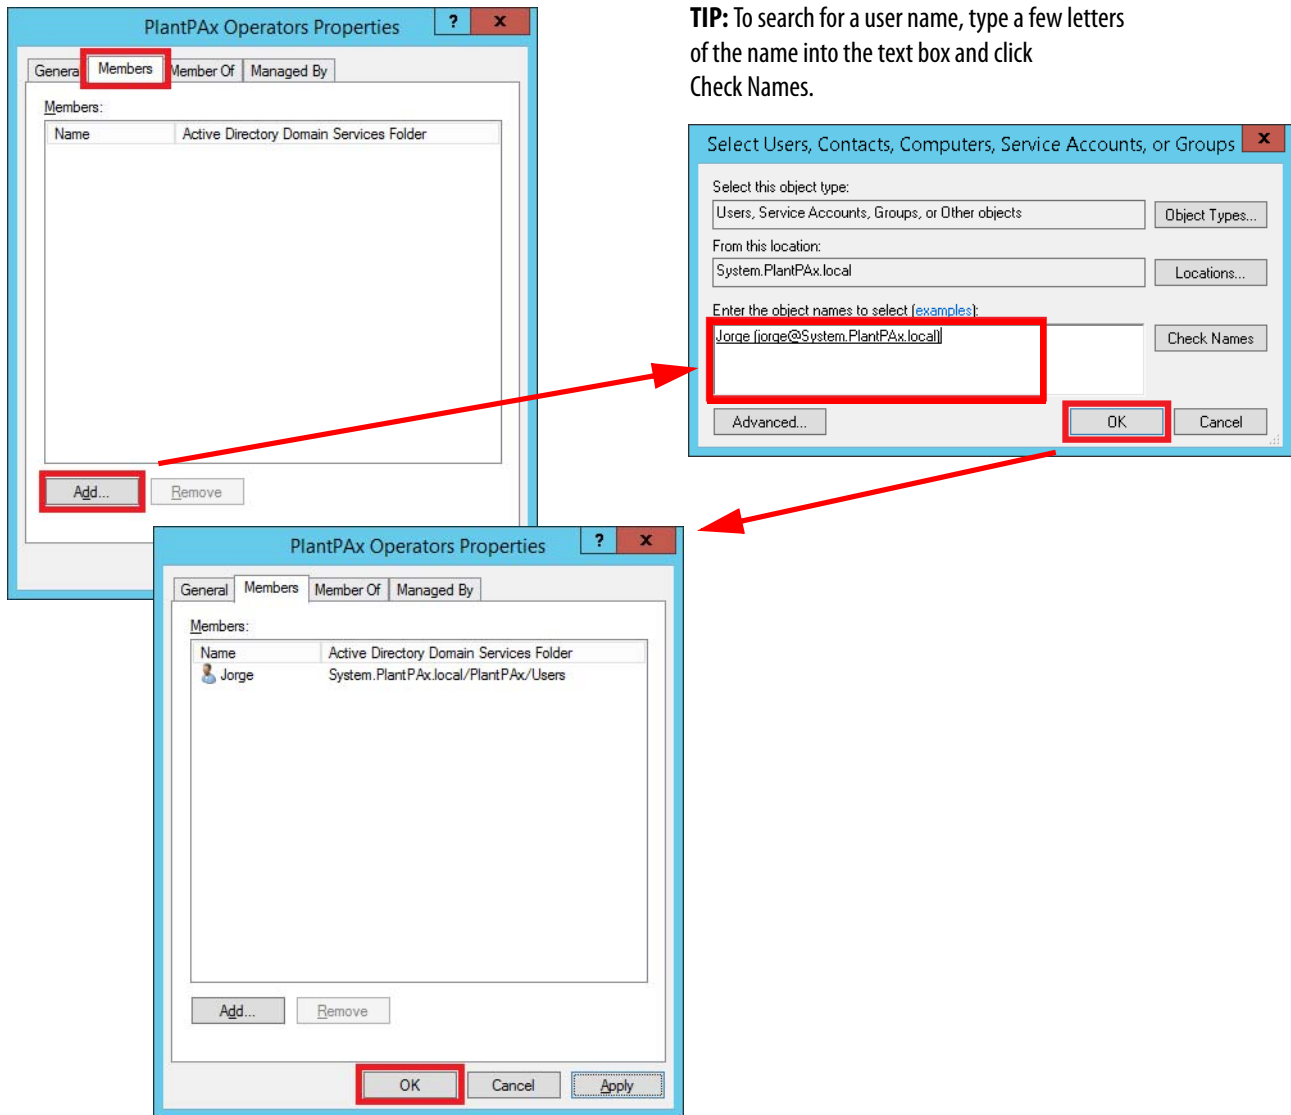 PlantPAx Operators Properties
? x
General Members Member Of Managed By
Members:
Name Active Directory Domain Services Folder
Add... Remove
TIP: To search for a user name, type a few letters
of the name into the text box and click
Check Names.
Select Users, Contacts, Computers, Service Accounts, or Groups x
Select this object type:
Users, Service Accounts, Groups, or Other objects Object Types...
From this location:
System.PlantPAx.local Locations...
Enter the object names to select (examples):
Jorge (jorge@System.PlantPAx.local) Check Names
Advanced... OK Cancel
PlantPAx Operators Properties
? x
General Members Member Of Managed By
Members:
Name Active Directory Domain Services Folder
Jorge System.PlantPAx.local/PlantPAx/Users
Add... Remove
OK Cancel Apply